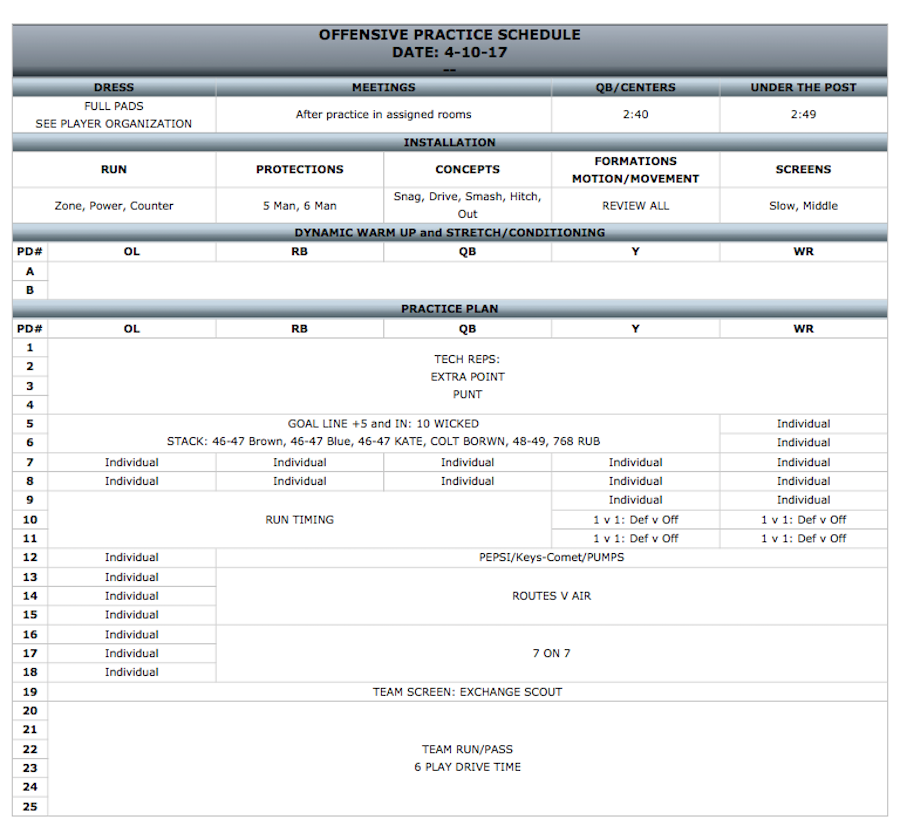 OFFENSIVE PRACTICE SCHEDULE
DATE: 4-10-17
--
DRESS MEETINGS QB/CENTERS UNDER THE POST
FULL PADS
SEE PLAYER ORGANIZATION
After practice in assigned rooms
2:40
2:49
INSTALLATION
RUN
PROTECTIONS
CONCEPTS
FORMATIONS
MOTION/MOVEMENT
SCREENS
Zone, Power, Counter
5 Man, 6 Man
Snag, Drive, Smash, Hitch,
Out
REVIEW ALL
Slow, Middle
DYNAMIC WARM UP and STRETCH/CONDITIONING
PD# OL RB QB Y WR
A
B
PRACTICE PLAN
PD# OL RB QB Y WR
1
2
3
4
TECH REPS:
EXTRA POINT
PUNT
5 GOAL LINE +5 and IN: 10 WICKED Individual
6 STACK: 46-47 Brown, 46-47 Blue, 46-47 KATE, COLT BORWN, 48-49, 768 RUB Individual
7 Individual Individual Individual Individual Individual
8 Individual Individual Individual Individual Individual
9 Individual Individual
10 RUN TIMING 1 v 1: Def v Off 1 v 1: Def v Off
11 1 v 1: Def v Off 1 v 1: Def v Off
12 Individual PEPSI/Keys-Comet/PUMPS
13 Individual
14 Individual ROUTES V AIR
15 Individual
16 Individual
17 Individual 7 ON 7
18 Individual
19 TEAM SCREEN: EXCHANGE SCOUT
20
21
22 TEAM RUN/PASS
23 6 PLAY DRIVE TIME
24
25